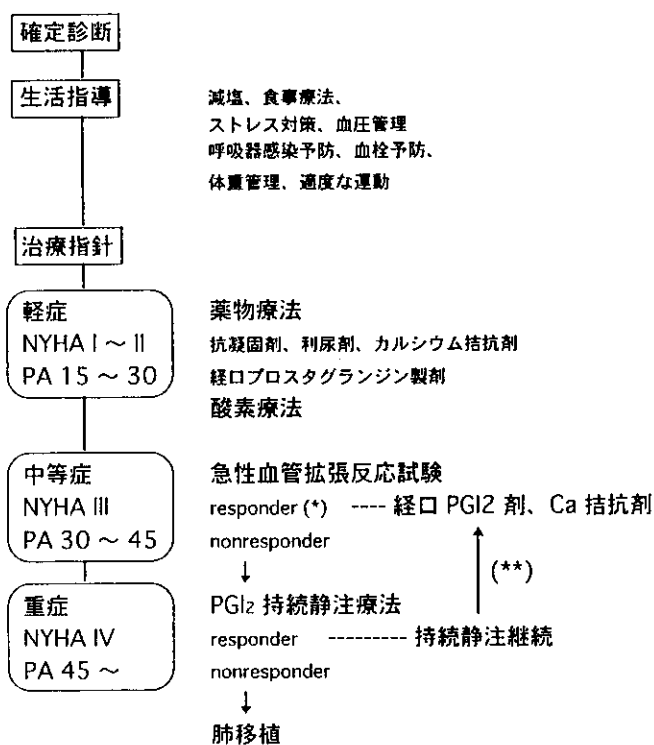 確定診断
生活指導
減塩、食事療法、
ストレス対策、血圧管理
呼吸器感染予防、血栓予防、
体重管理、適度な運動
治療指針
軽症
NYHA I ～ II
PA 15 ～ 30
薬物療法
抗凝固剤、利尿剤、カルシウム拮抗剤
経口プロスタグランジン製剤
酸素療法
中等症
NYHA III
PA 30 ～ 45
急性血管拡張反応試験
responder (*) ---- 経口 PGI2 剤、Ca 拮抗剤
nonresponder
(**)
重症
NYHA IV
PA 45 ～
PGI₂ 持続静注療法
responder --------- 持続静注継続
nonresponder
肺移植